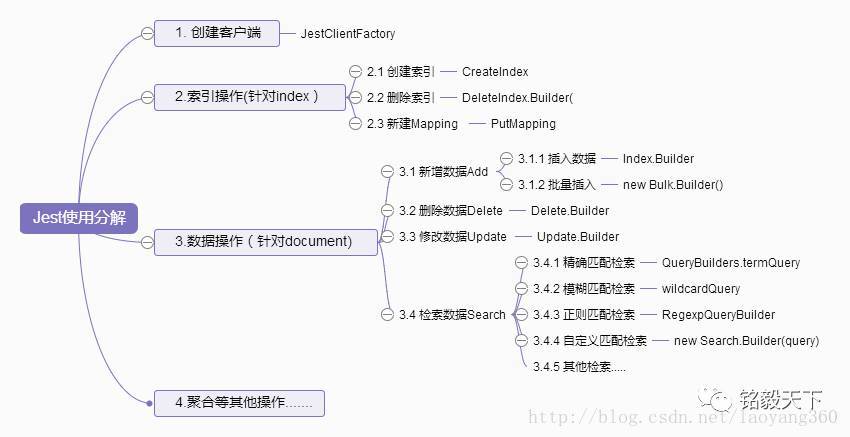 Jest使用分解
1. 创建客户端
JestClientFactory
2.索引操作(针对index )
2.1 创建索引
CreateIndex
2.2 删除索引
DeleteIndex.Builder(
2.3 新建Mapping
PutMapping
3.数据操作 ( 针对document)
3.1 新增数据Add
3.1.1 插入数据
Index.Builder
3.1.2 批量插入
new Bulk.Builder()
3.2 删除数据Delete
Delete.Builder
3.3 修改数据Update
Update.Builder
3.4 检索数据Search
3.4.1 精确匹配检索
QueryBuilders.termQuery
3.4.2 模糊匹配检索
wildcardQuery
3.4.3 正则匹配检索
RegexpQueryBuilder
3.4.4 自定义匹配检索
new Search.Builder(query)
3.4.5 其他检索.....
4.聚合等其他操作.......
铭毅天下
http://blog.csdn.net/laoyang360